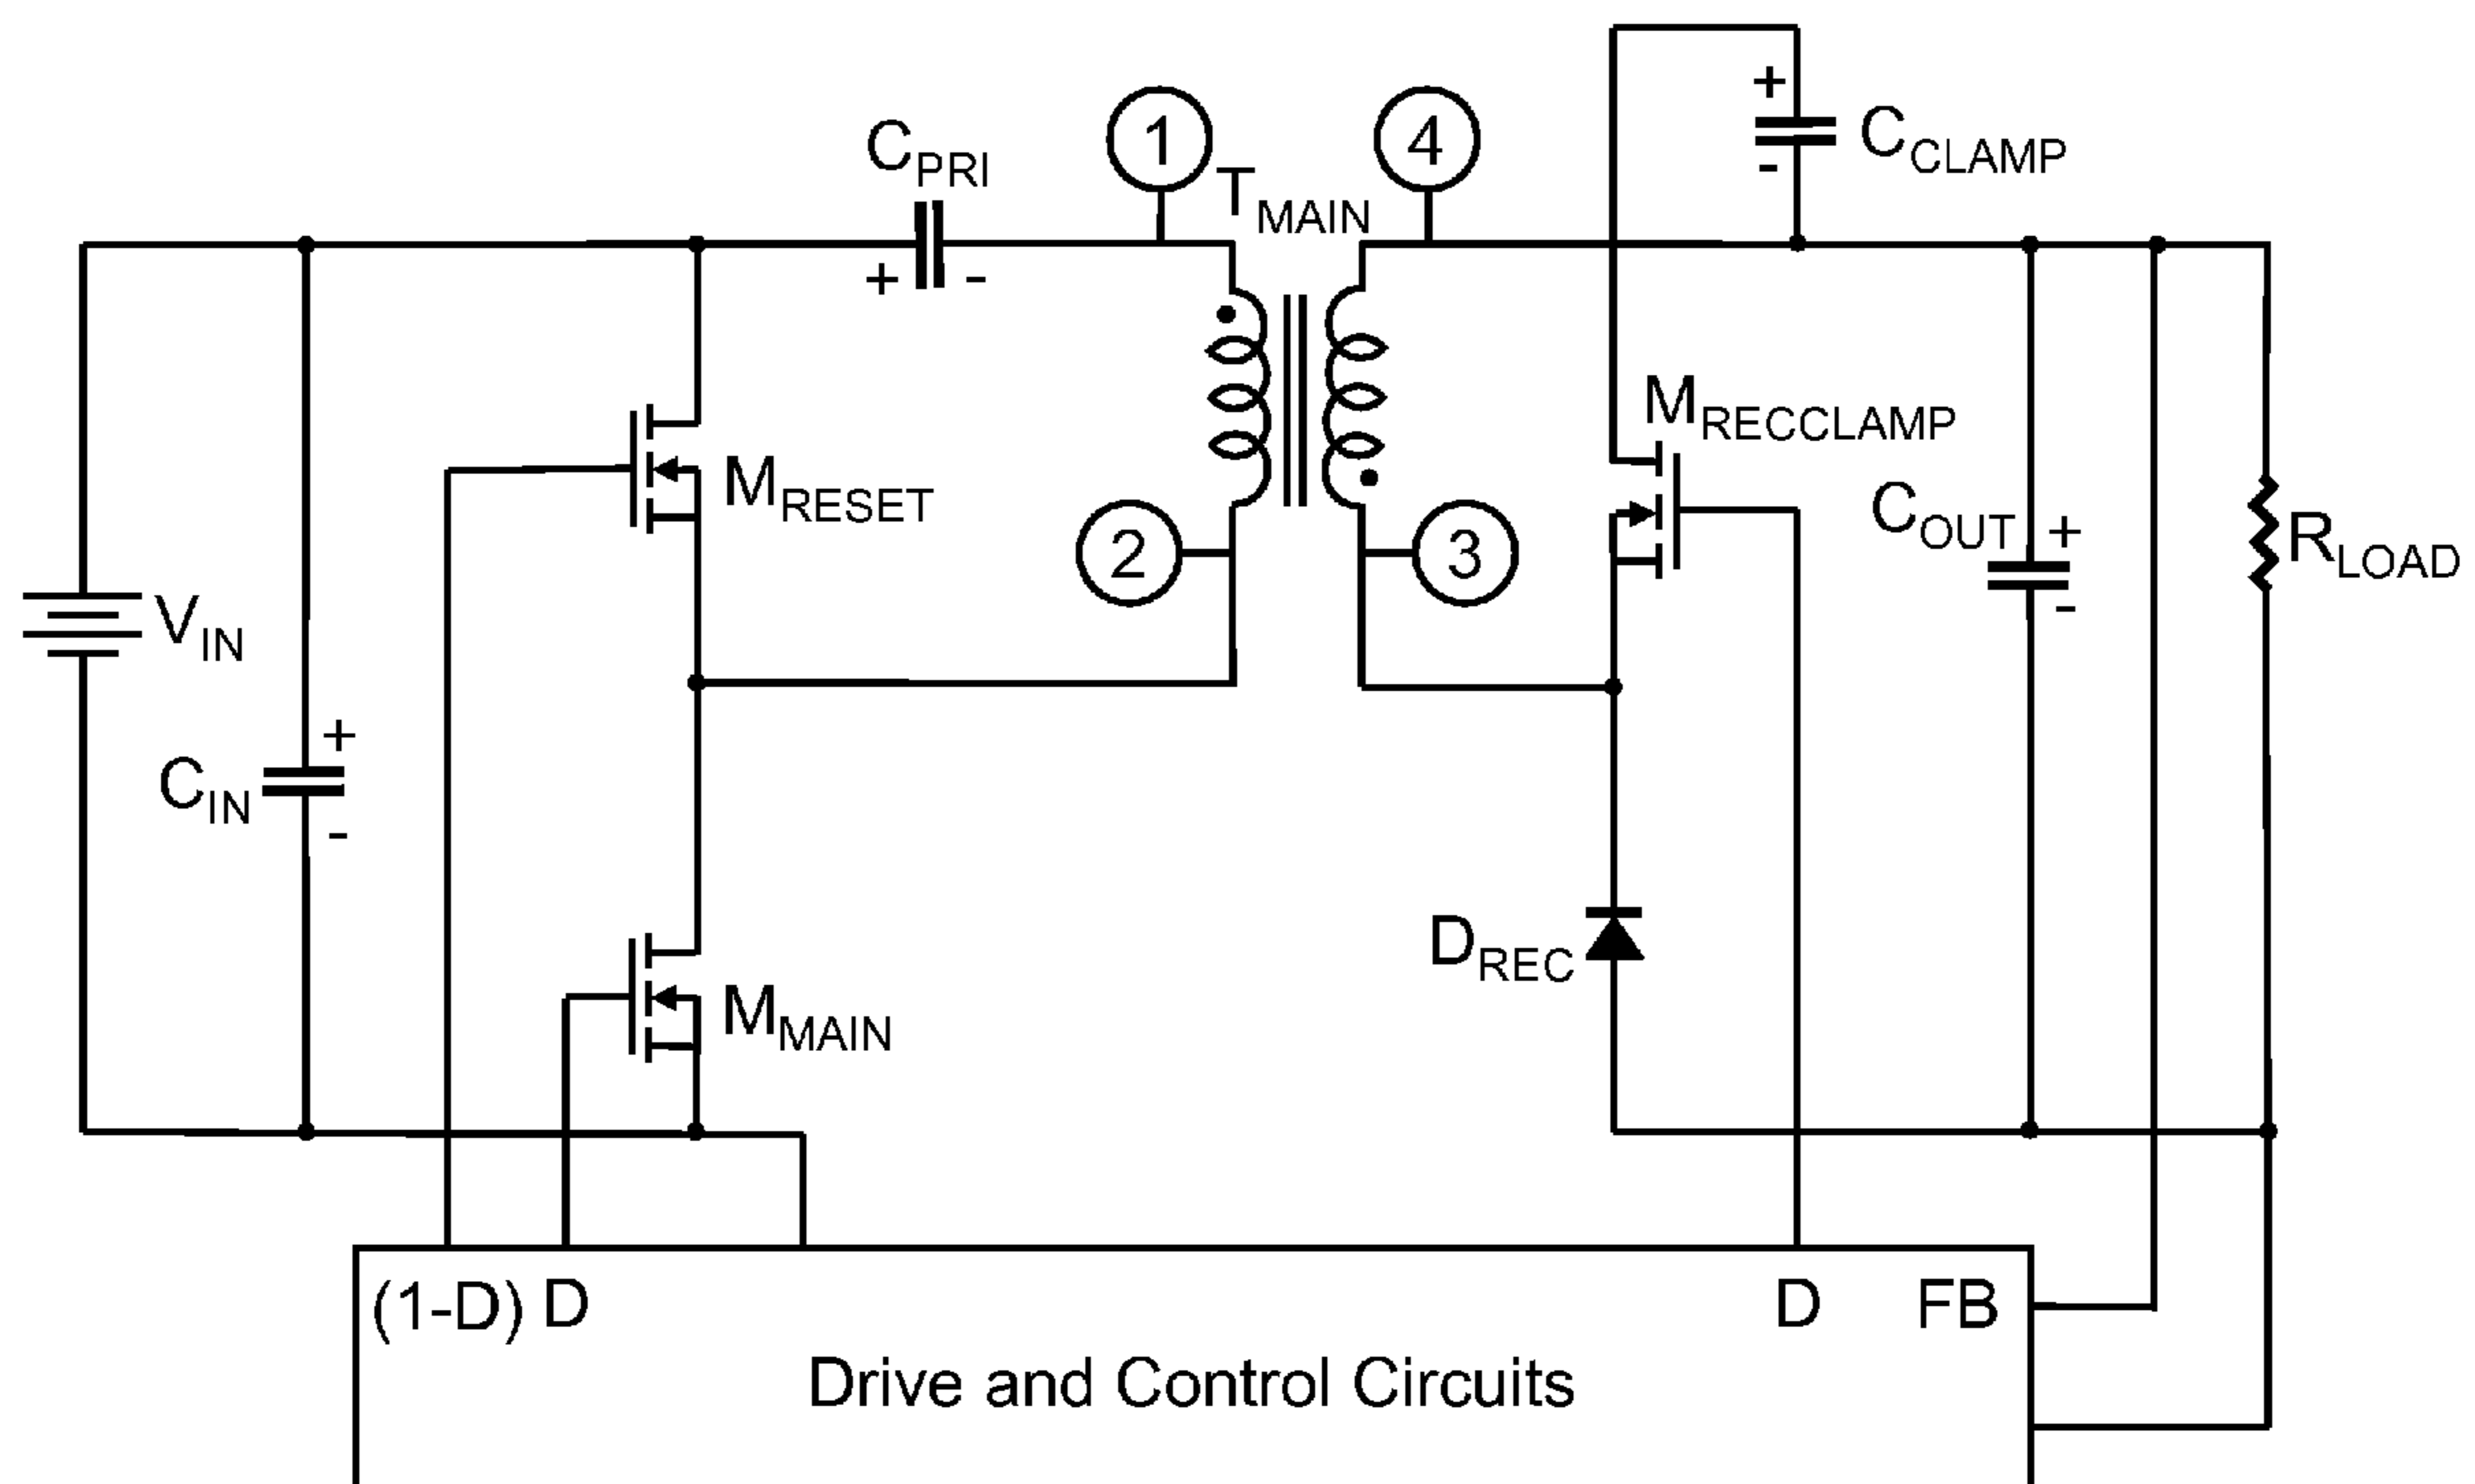 1
4
+
C_CLAMP
-
C_PRI
+ -
T_MAIN
M_RECCLAMP
M_RESET
2
3
C_OUT
+
-
R_LOAD
V_IN
+
C_IN
-
D_REC
M_MAIN
(1-D) D D FB
Drive and Control Circuits